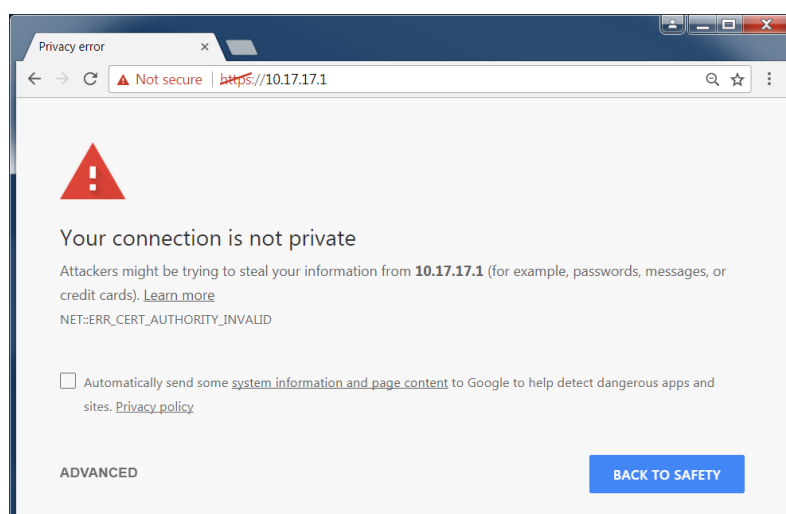 Privacy error
Not secure | https://10.17.17.1
Your connection is not private
Attackers might be trying to steal your information from 10.17.17.1 (for example, passwords, messages, or
credit cards). Learn more
NET::ERR_CERT_AUTHORITY_INVALID
Automatically send some system information and page content to Google to help detect dangerous apps and
sites. Privacy policy
ADVANCED
BACK TO SAFETY